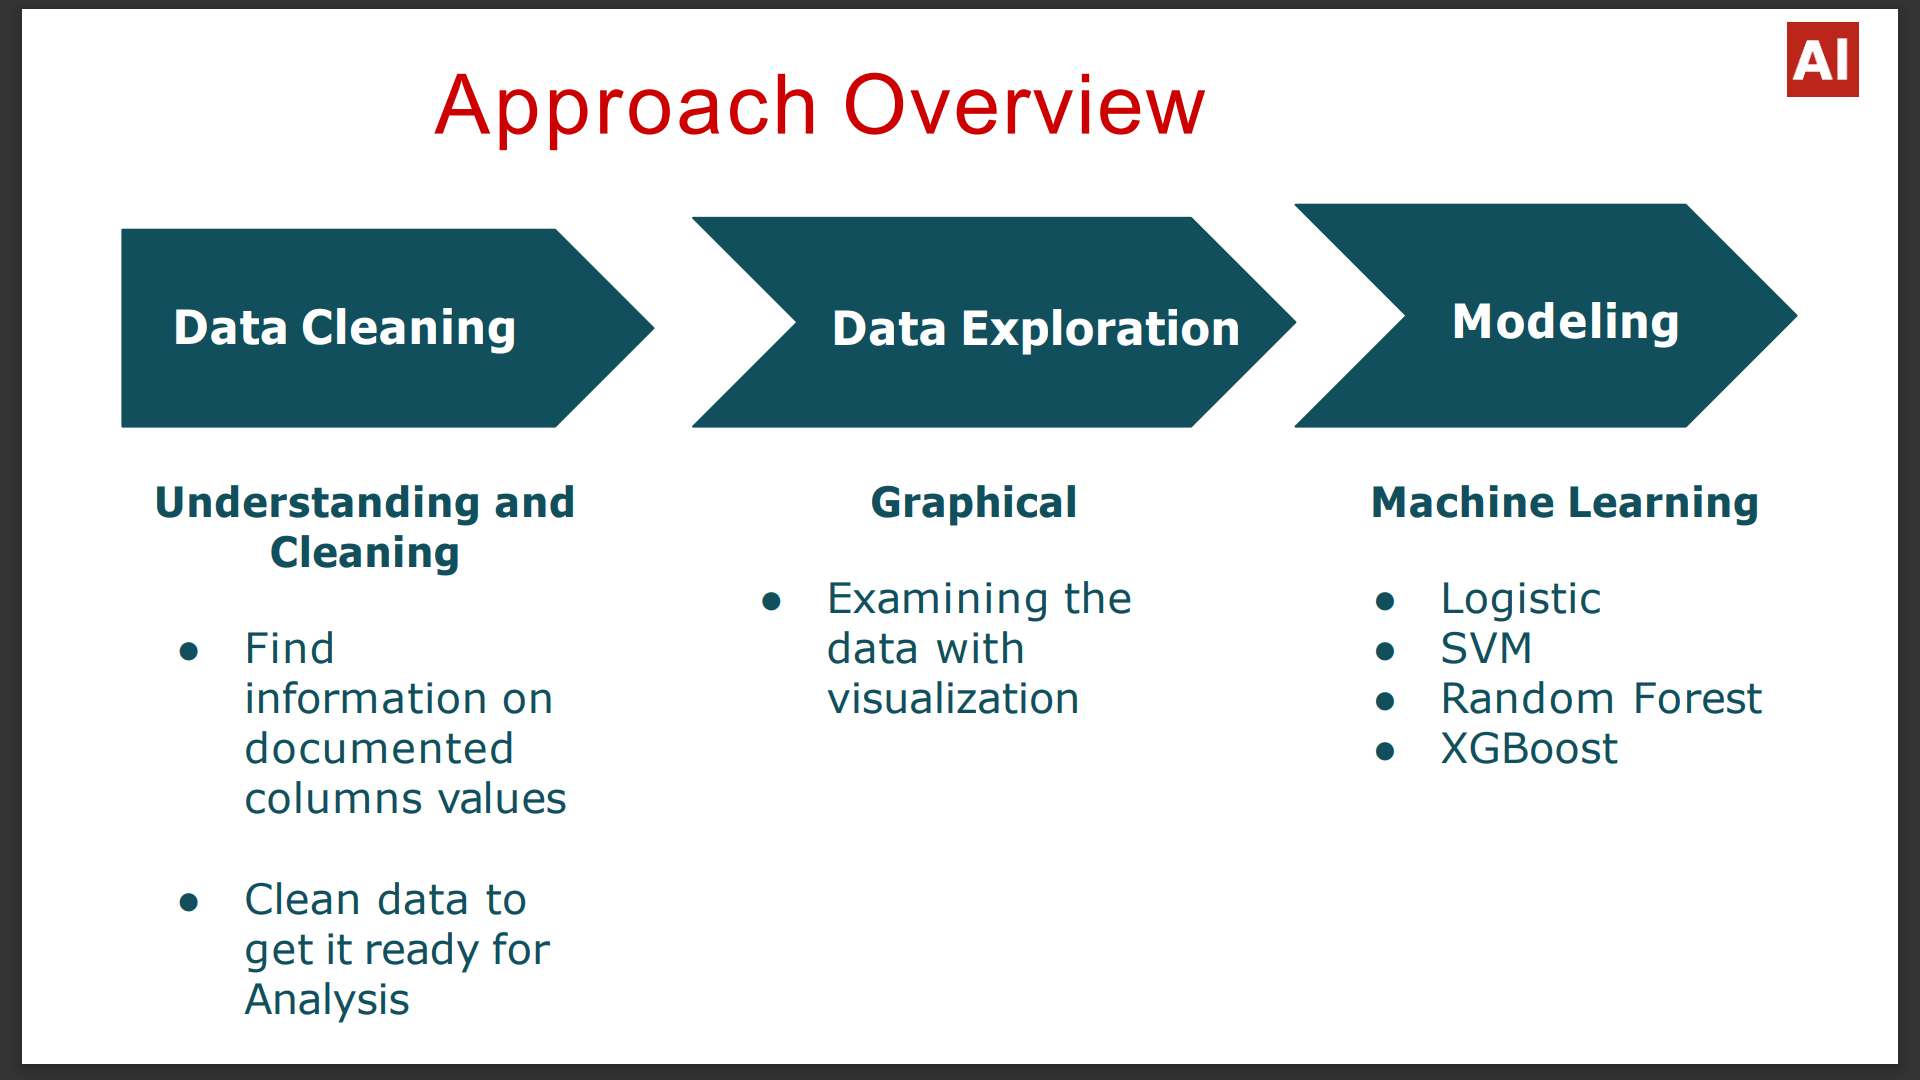 Al
Approach Overview
Data Cleaning
Data Exploration
Modeling
Understanding and
Cleaning
● Find
information on
documented
columns values
● Clean data to
get it ready for
Analysis
Graphical
● Examining the
data with
visualization
Machine Learning
● Logistic
● SVM
● Random Forest
● XGBoost